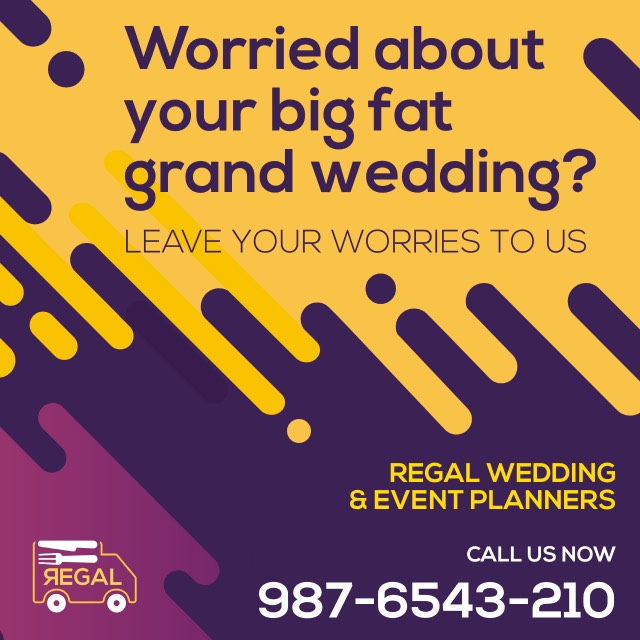 Worried about
your big fat
grand wedding?
LEAVE YOUR WORRIES TO US
REGAL WEDDING
& EVENT PLANNERS
CALL US NOW
987-6543-210
ЯEGAL